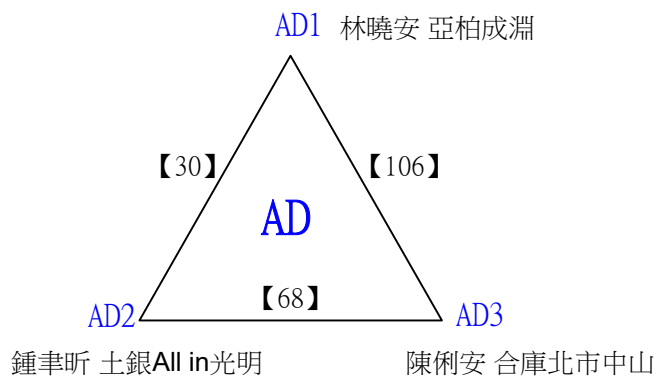 AD1 林曉安 亞柏成淵
【30】 【106】
AD
【68】
AD2 AD3
鍾聿昕 土銀All in光明 陳俐安 合庫北市中山